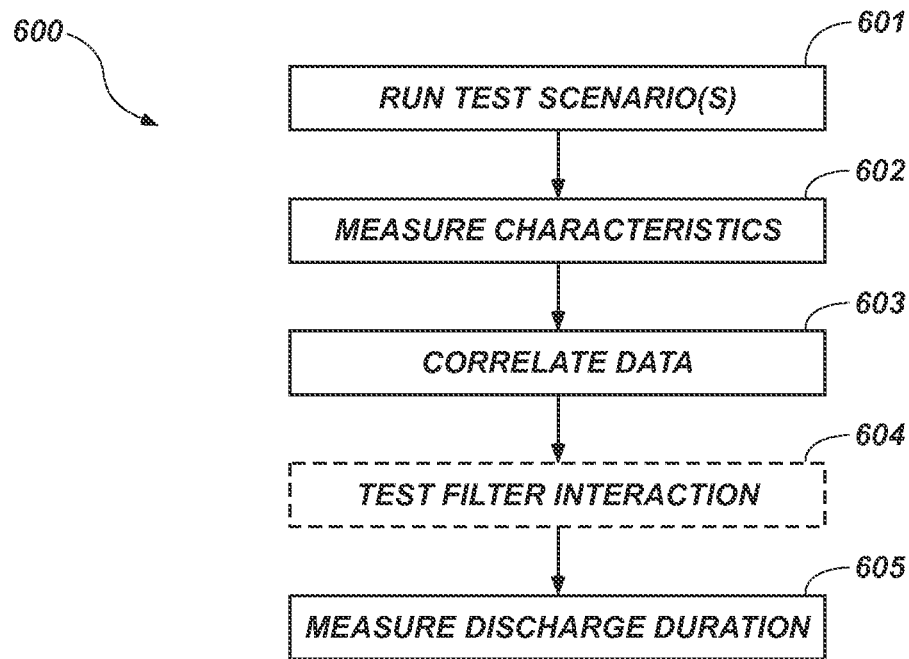 600
601
RUN TEST SCENARIO(S)
602
MEASURE CHARACTERISTICS
603
CORRELATE DATA
604
TEST FILTER INTERACTION
605
MEASURE DISCHARGE DURATION